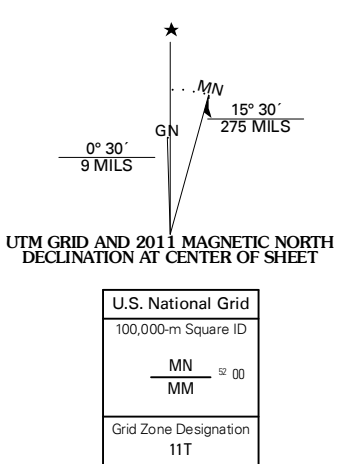 ★
. . . MN
15° 30´
275 MILS
GN
0° 30´
9 MILS
UTM GRID AND 2011 MAGNETIC NORTH
DECLINATION AT CENTER OF SHEET
U.S. National Grid
100,000-m Square ID
MN
52 00
MM
Grid Zone Designation
11T